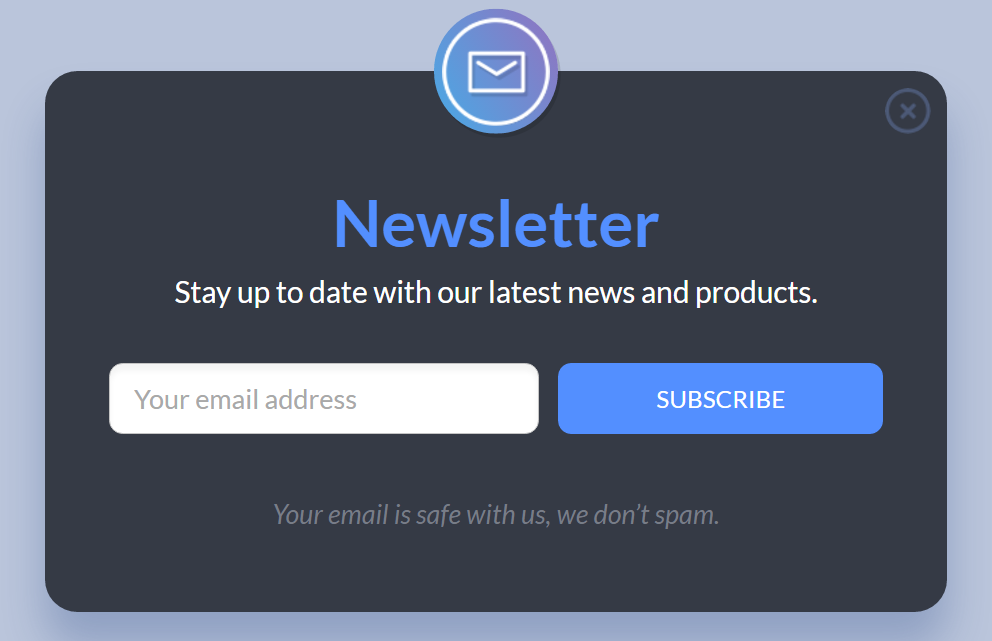 Newsletter
Stay up to date with our latest news and products.
Your email address
SUBSCRIBE
Your email is safe with us, we don’t spam.